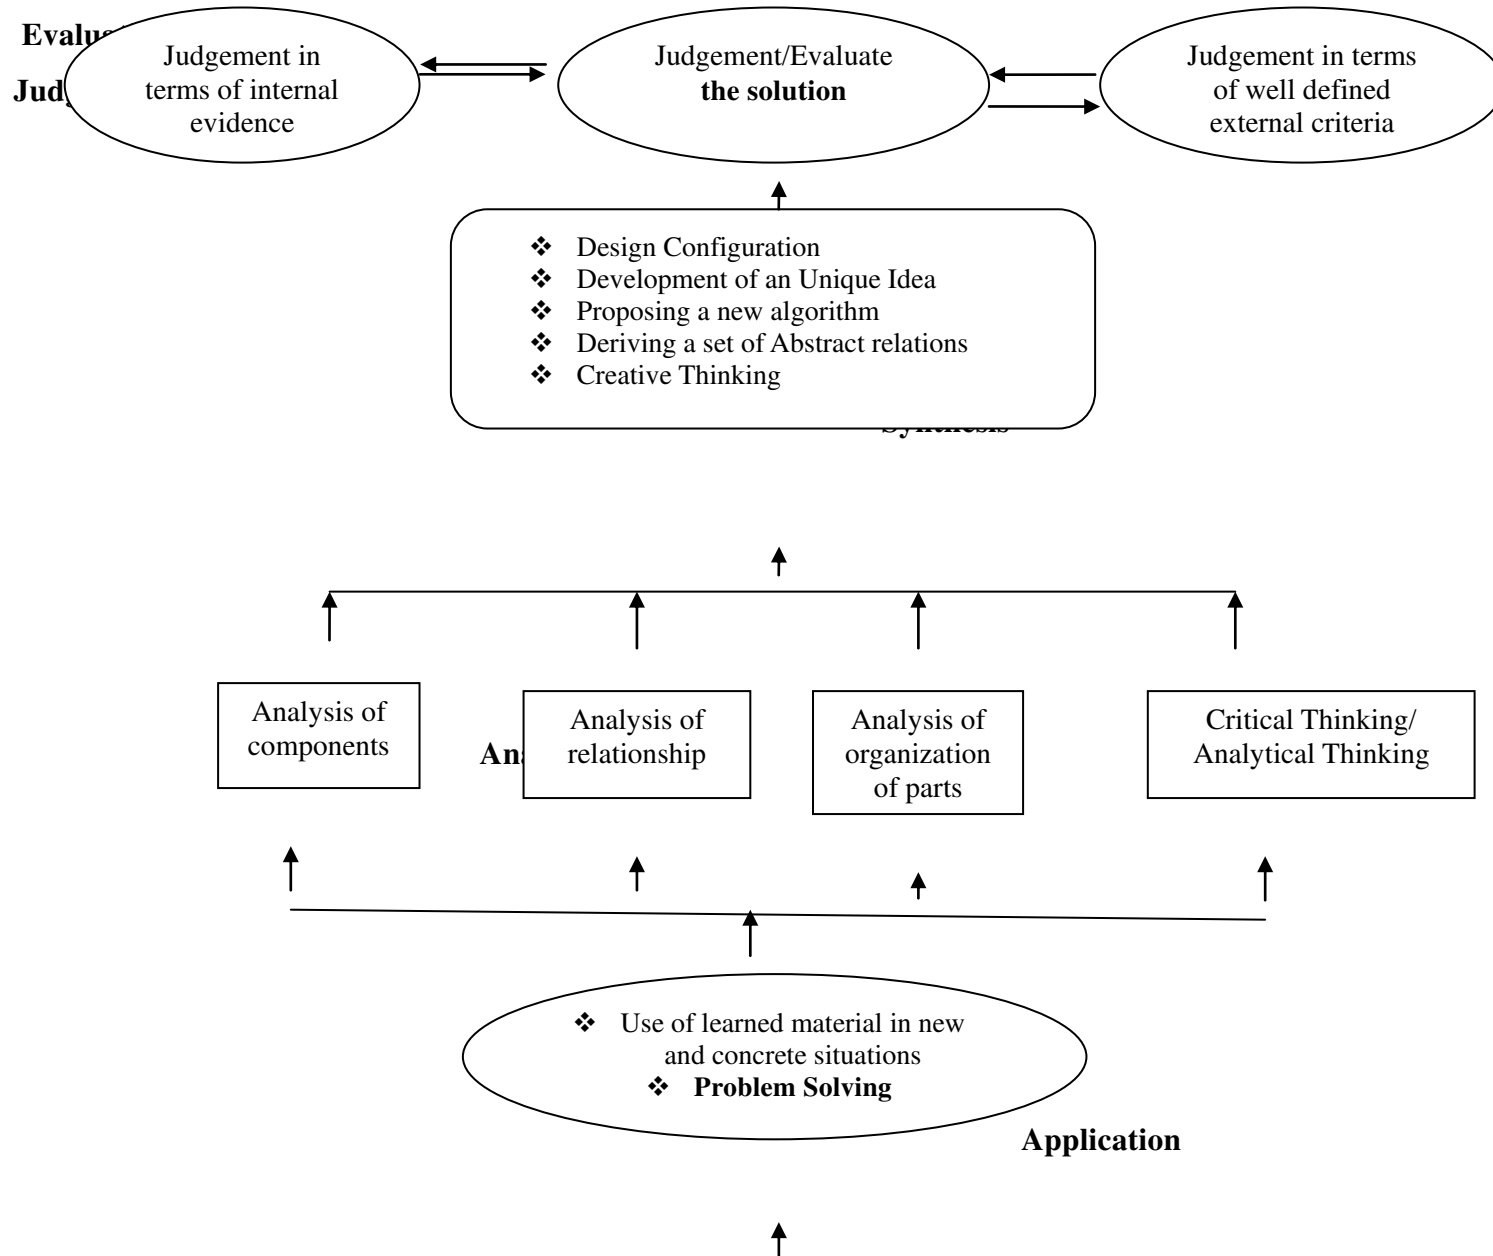 Judgement in
terms of internal
evidence
Judgement/Evaluate
the solution
Judgement in terms
of well defined
external criteria
❖ Design Configuration
❖ Development of an Unique Idea
❖ Proposing a new algorithm
❖ Deriving a set of Abstract relations
❖ Creative Thinking
Synthesis
Analysis of
components
Analysis of
relationship
Analysis of
organization
of parts
Critical Thinking/
Analytical Thinking
❖ Use of learned material in new
and concrete situations
❖ Problem Solving
Application